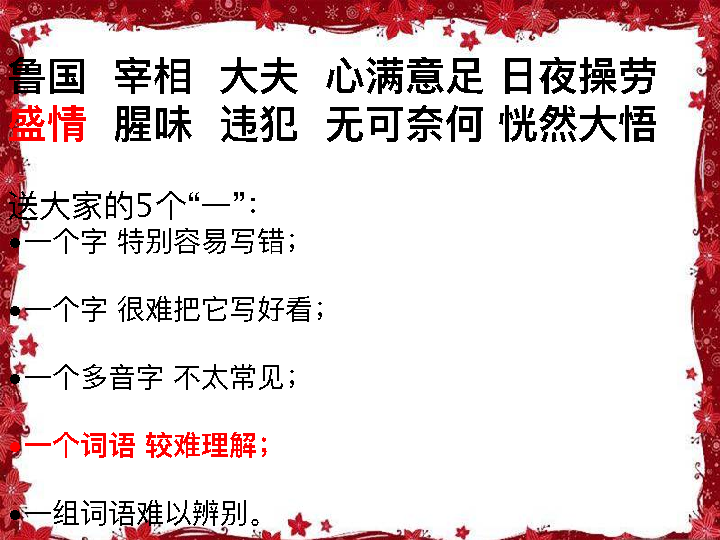 鲁国 宰相 大夫 心满意足 日夜操劳
盛情 腥味 违犯 无可奈何 恍然大悟
送大家的5个“一”：
•一个字 特别容易写错；
•一个字 很难把它写好看；
•一个多音字 不太常见；
•一个词语 较难理解；
•一组词语难以辨别。